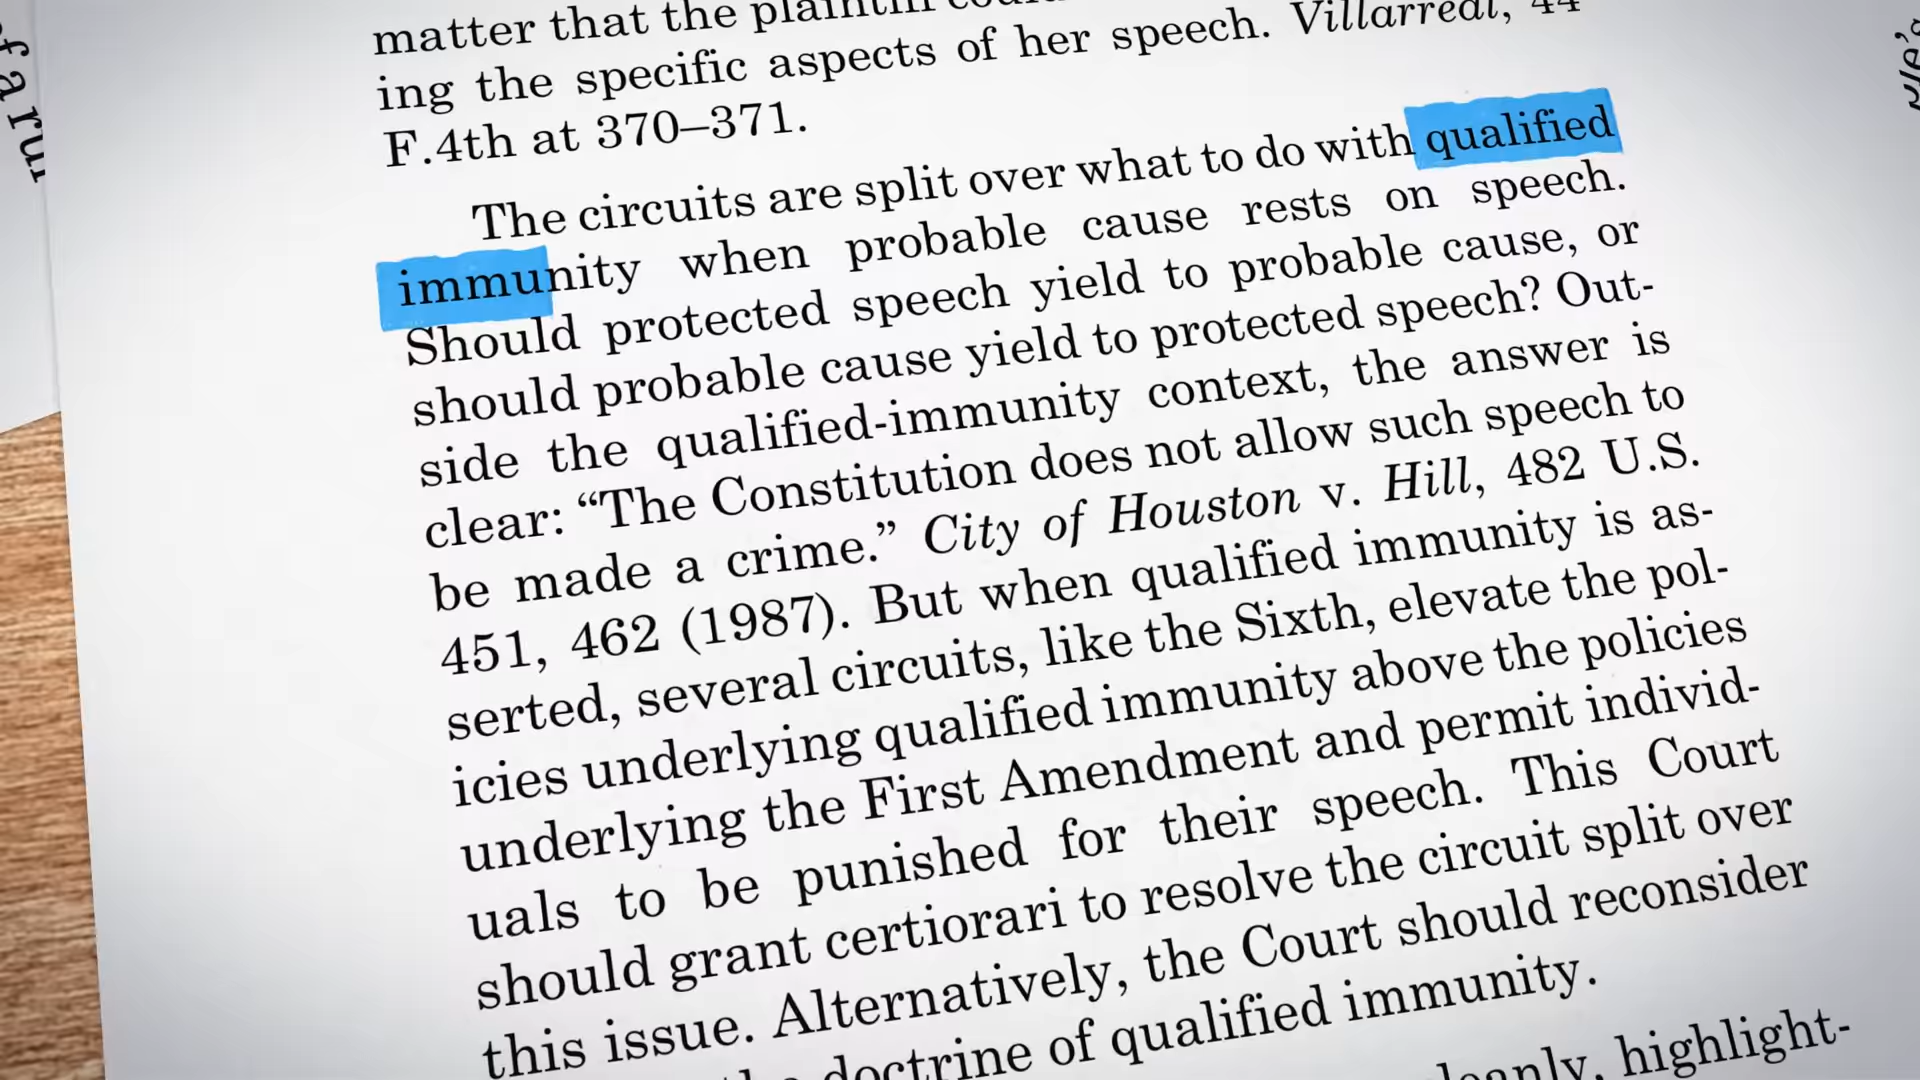 f a ru
matter that the plaintiff
ing the specific aspects of her speech. Villarreal, 44
F.4th at 370–371.
The circuits are split over what to do with qualified
immunity when probable cause rests on speech.
Should protected speech yield to probable cause, or
should probable cause yield to protected speech? Out-
side the qualified-immunity context, the answer is
clear: “The Constitution does not allow such speech to
be made a crime.” City of Houston v. Hill, 482 U.S.
451, 462 (1987). But when qualified immunity is as-
serted, several circuits, like the Sixth, elevate the pol-
icies underlying qualified immunity above the policies
underlying the First Amendment and permit individ-
uals to be punished for their speech. This Court
should grant certiorari to resolve the circuit split over
this issue. Alternatively, the Court should reconsider
doctrine of qualified immunity.
highlight-